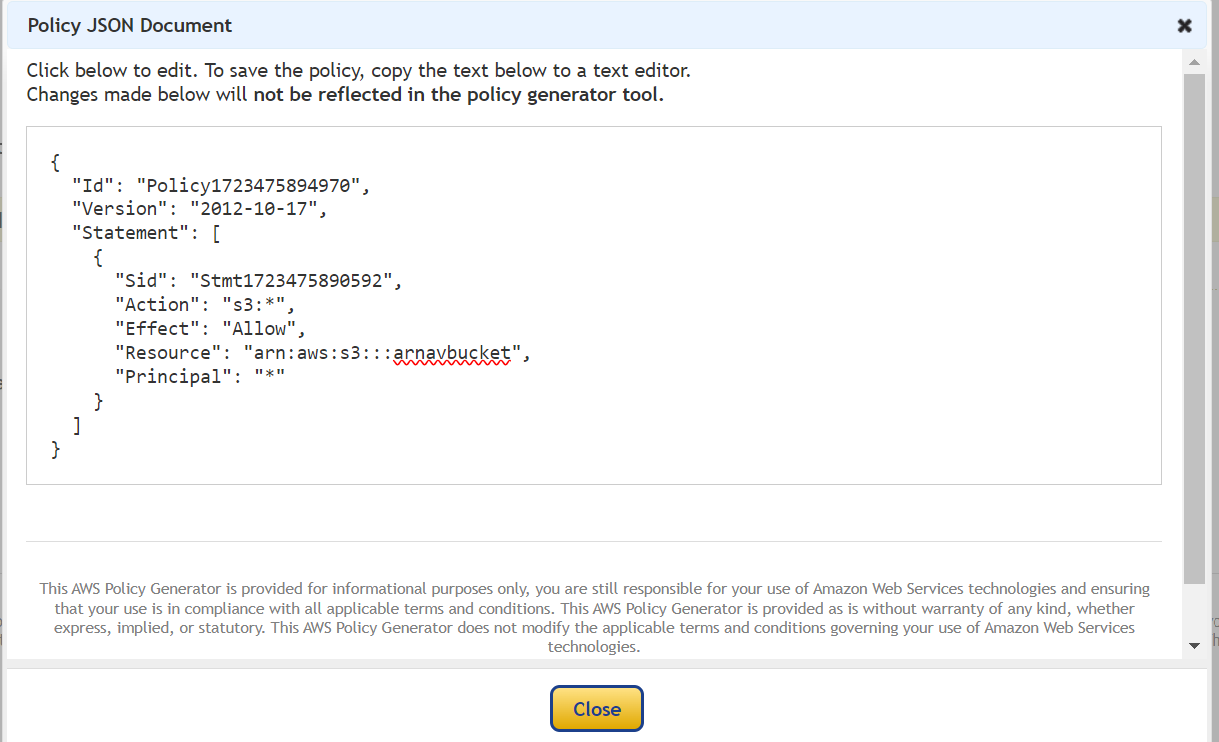 Policy JSON Document
Click below to edit. To save the policy, copy the text below to a text editor.
Changes made below will not be reflected in the policy generator tool.
{
  "Id": "Policy1723475894970",
  "Version": "2012-10-17",
  "Statement": [
    {
      "Sid": "Stmt1723475890592",
      "Action": "s3:*",
      "Effect": "Allow",
      "Resource": "arn:aws:s3:::arnavbucket",
      "Principal": "*"
    }
  ]
}
This AWS Policy Generator is provided for informational purposes only, you are still responsible for your use of Amazon Web Services technologies and ensuring
that your use is in compliance with all applicable terms and conditions. This AWS Policy Generator is provided as is without warranty of any kind, whether
express, implied, or statutory. This AWS Policy Generator does not modify the applicable terms and conditions governing your use of Amazon Web Services
technologies.
Close